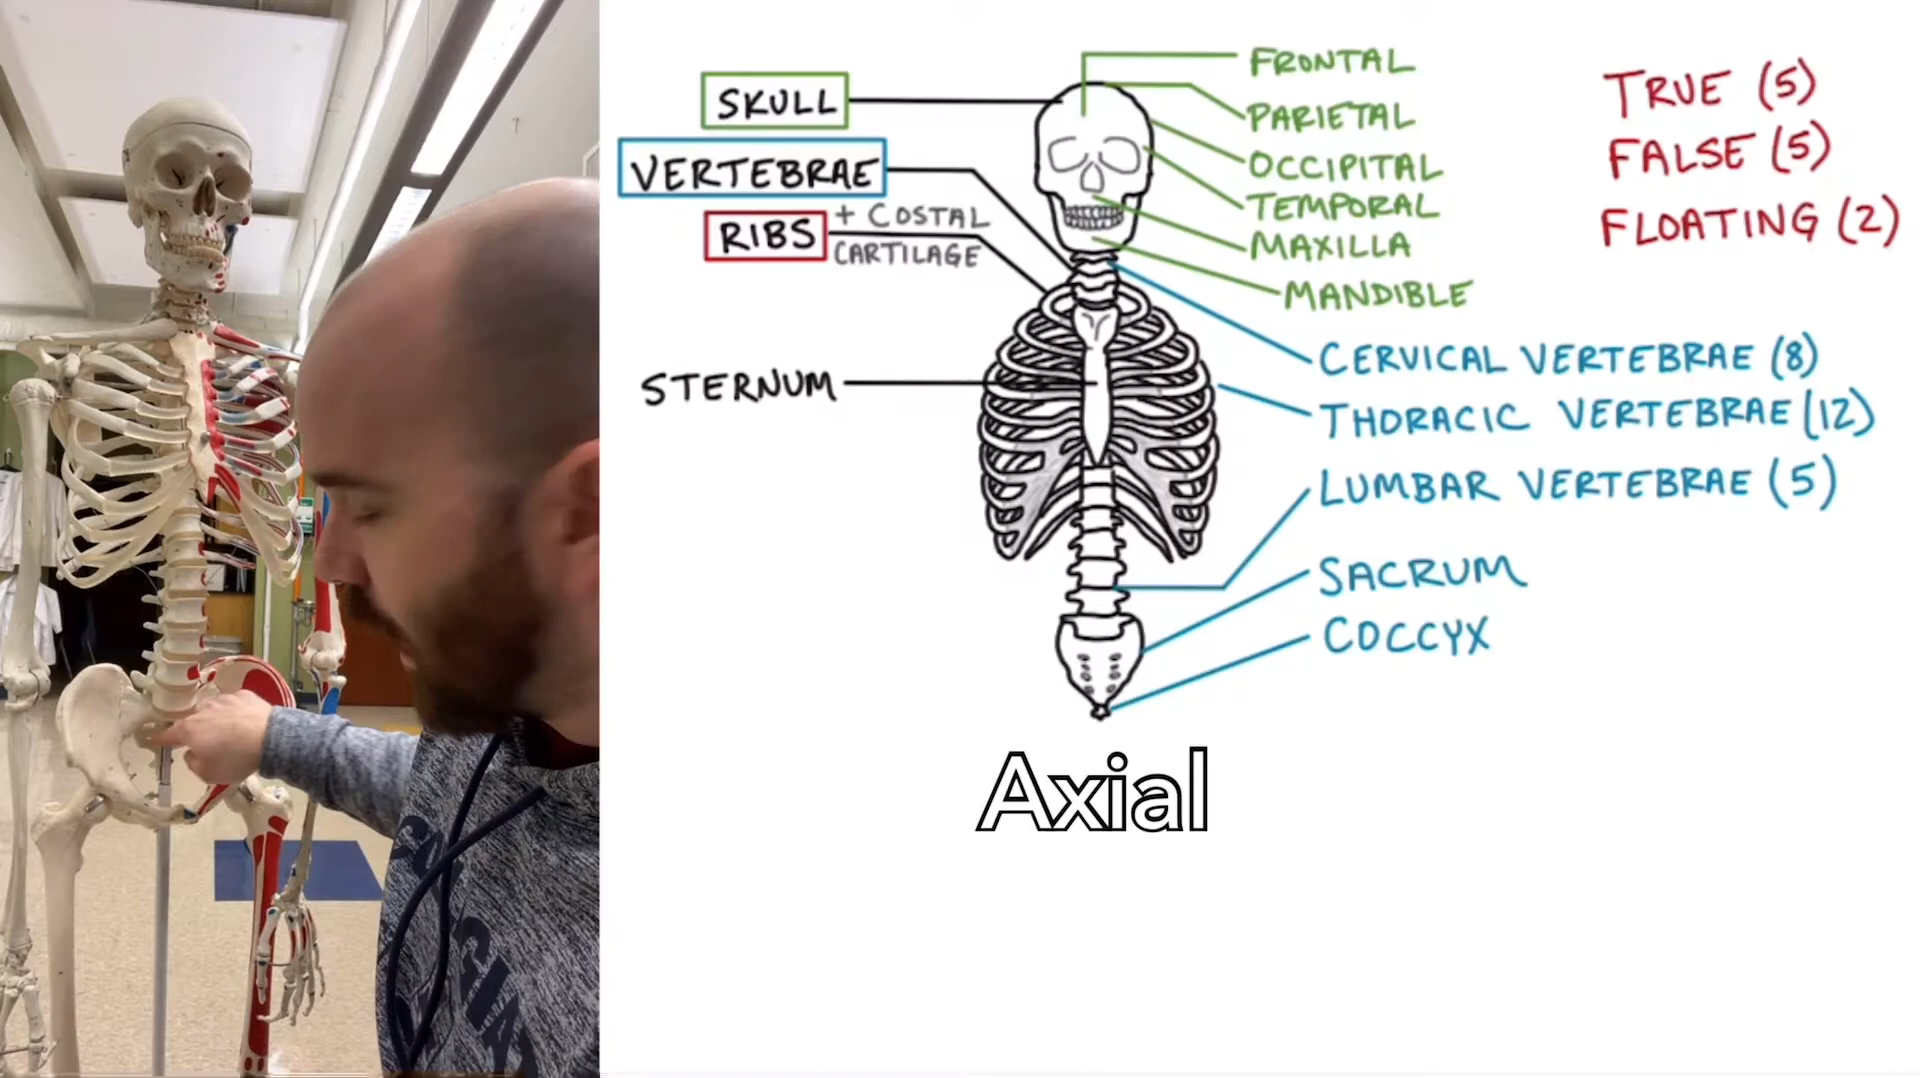 SKULL
VERTEBRAE
RIBS
+ COSTAL
CARTILAGE
STERNUM
FRONTAL
PARIETAL
OCCIPITAL
TEMPORAL
MAXILLA
MANDIBLE
CERVICAL VERTEBRAE (8)
THORACIC VERTEBRAE (12)
LUMBAR VERTEBRAE (5)
SACRUM
COCCYX
TRUE (5)
FALSE (5)
FLOATING (2)
Axial